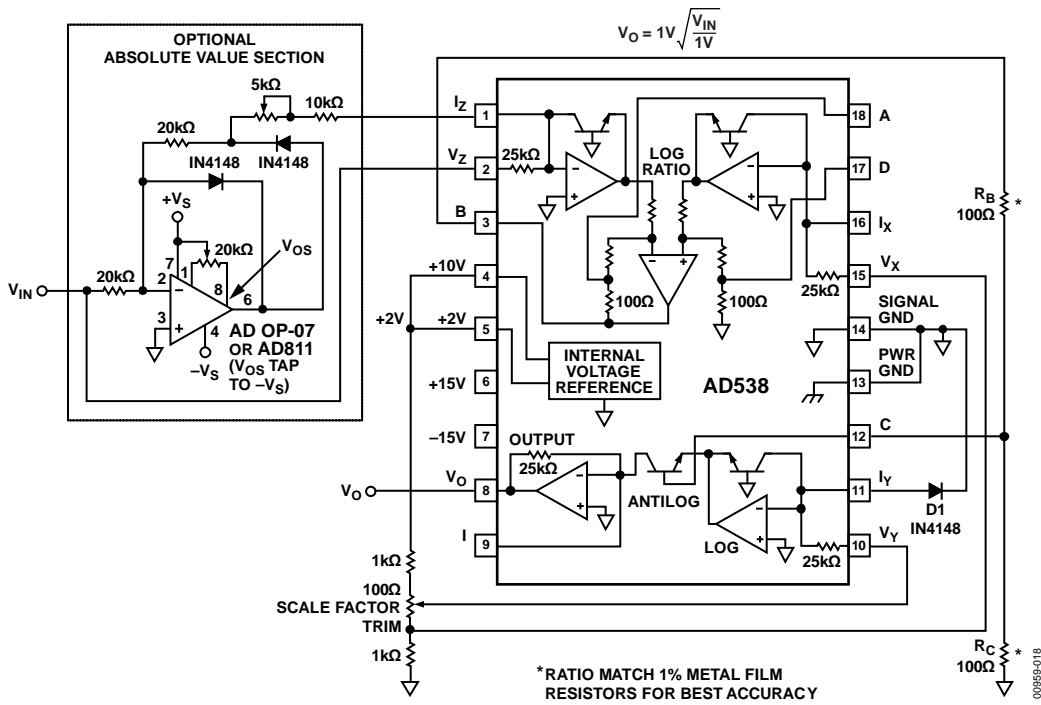 OPTIONAL
ABSOLUTE VALUE SECTION
V_O = 1V√(V_IN/1V)
5kΩ
10kΩ
20kΩ
IN4148
IN4148
+V_S
20kΩ
V_OS
7
1
20kΩ
V_IN
2
8
6
3
4
–V_S
AD OP-07
OR AD811
(V_OS TAP
TO –V_S)
I_Z
1
V_Z
2
25kΩ
B
3
+10V
4
+2V
+2V
5
+15V
6
–15V
7
V_O
V_O
8
I
9
LOG
RATIO
100Ω
100Ω
INTERNAL
VOLTAGE
REFERENCE
AD538
OUTPUT
25kΩ
ANTILOG
LOG
25kΩ
25kΩ
18
A
17
D
16
I_X
15
V_X
SIGNAL
GND
14
PWR
GND
13
C
12
I_Y
11
D1
IN4148
V_Y
10
R_B
100Ω
*
R_C
100Ω
*
1kΩ
100Ω
SCALE FACTOR
TRIM
1kΩ
*RATIO MATCH 1% METAL FILM
RESISTORS FOR BEST ACCURACY
00959-018